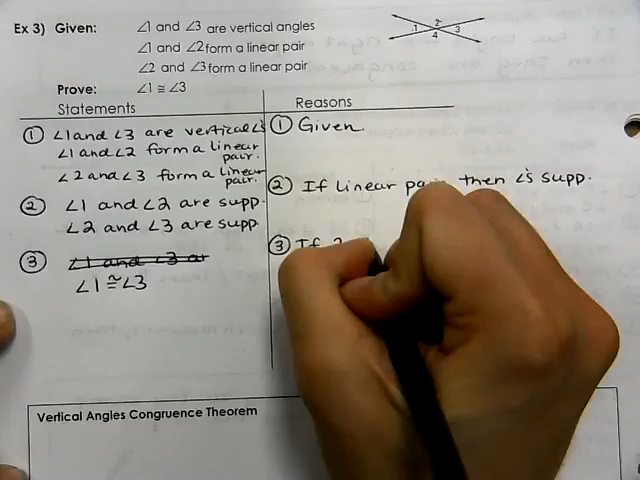 Ex 3) Given: ∠1 and ∠3 are vertical angles
∠1 and ∠2 form a linear pair
∠2 and ∠3 form a linear pair
Prove: ∠1 ≅ ∠3
1 2 3 4
Statements Reasons
① ∠1 and ∠3 are vertical ∠'s
∠1 and ∠2 form a linear
pair.
∠2 and ∠3 form a linear
pair.
① Given.
② ∠1 and ∠2 are supp.
∠2 and ∠3 are supp
② If linear then ∠'s supp.
③ ∠1 and ∠3 ar
∠1 ≅ ∠3
③ If 2
Vertical Angles Congruence Theorem